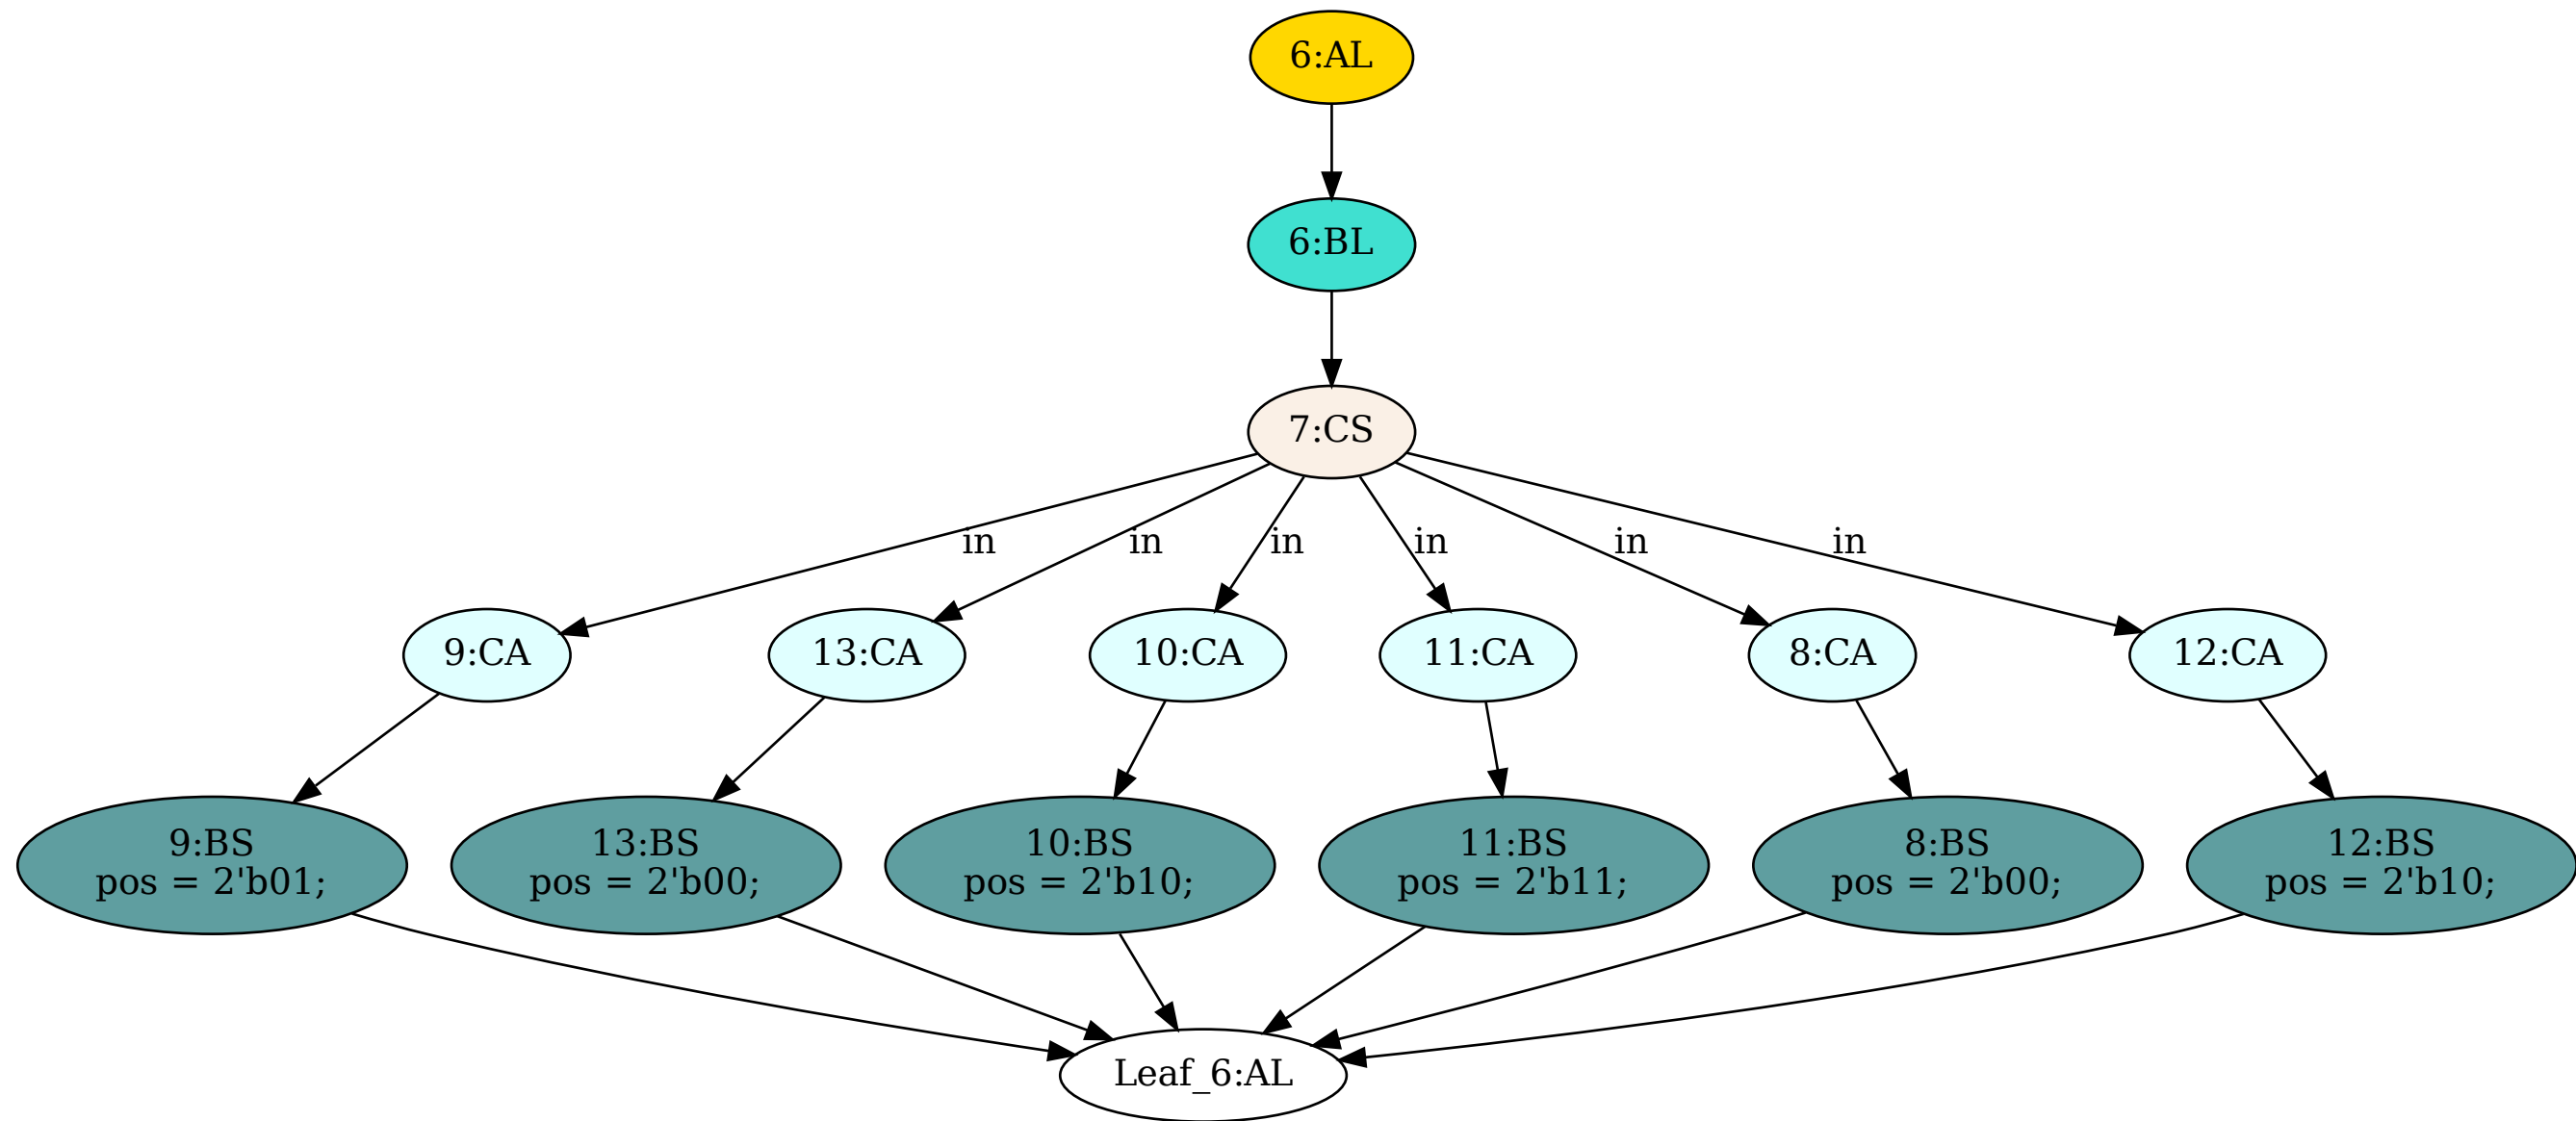 6:AL
6:BL
7:CS
in in in in in in
9:CA 13:CA 10:CA 11:CA 8:CA 12:CA
9:BS
pos = 2'b01;
13:BS
pos = 2'b00;
10:BS
pos = 2'b10;
11:BS
pos = 2'b11;
8:BS
pos = 2'b00;
12:BS
pos = 2'b10;
Leaf_6:AL